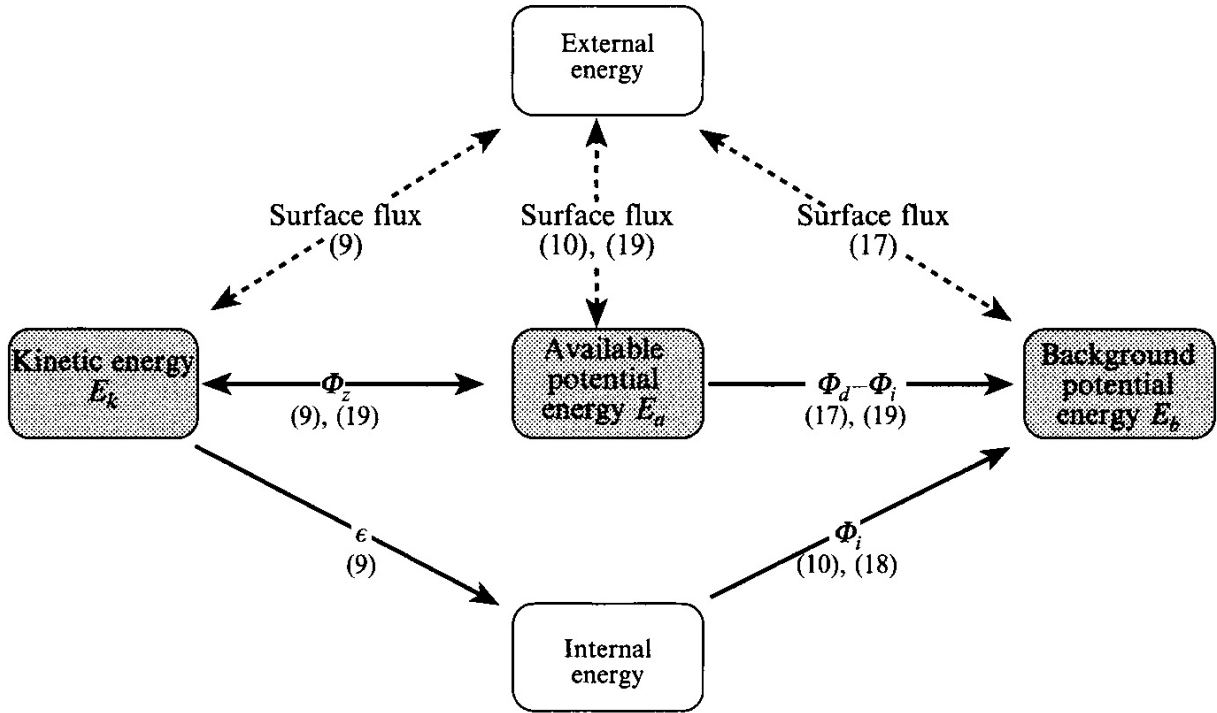 External
energy
Surface flux
(9)
Surface flux
(10), (19)
Surface flux
(17)
Kinetic energy
E_k
Available
potential
energy E_a
Background
potential
energy E_b
Φ_z
(9), (19)
Φ_d−Φ_i
(17), (19)
ϵ
(9)
Φ_i
(10), (18)
Internal
energy